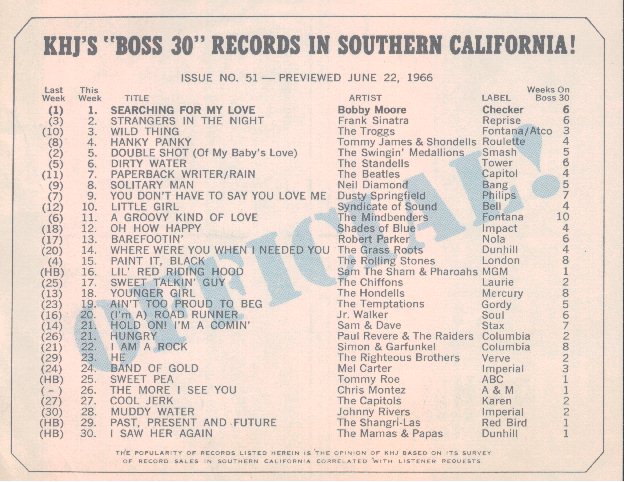 KHJ'S "BOSS 30" RECORDS IN SOUTHERN CALIFORNIA!
ISSUE NO. 51 — PREVIEWED JUNE 22, 1966
Last Week This Week TITLE ARTIST LABEL Weeks On Boss 30
(1) 1. SEARCHING FOR MY LOVE Bobby Moore Checker 6
(3) 2. STRANGERS IN THE NIGHT Frank Sinatra Reprise 6
(10) 3. WILD THING The Troggs Fontana/Atco 3
(8) 4. HANKY PANKY Tommy James & Shondells Roulette 4
(2) 5. DOUBLE SHOT (Of My Baby's Love) The Swingin' Medallions Smash 5
(5) 6. DIRTY WATER The Standells Tower 6
(11) 7. PAPERBACK WRITER/RAIN The Beatles Capitol 4
(9) 8. SOLITARY MAN Neil Diamond Bang 5
(7) 9. YOU DON'T HAVE TO SAY YOU LOVE ME Dusty Springfield Philips 7
(12) 10. LITTLE GIRL Syndicate of Sound Bell 4
(6) 11. A GROOVY KIND OF LOVE The Mindbenders Fontana 10
(18) 12. OH HOW HAPPY Shades of Blue Impact 4
(17) 13. BAREFOOTIN' Robert Parker Nola 6
(20) 14. WHERE WERE YOU WHEN I NEEDED YOU The Grass Roots Dunhill 4
(4) 15. PAINT IT, BLACK The Rolling Stones London 8
(HB) 16. LIL' RED RIDING HOOD Sam The Sham & Pharoahs MGM 1
(25) 17. SWEET TALKIN' GUY The Chiffons Laurie 2
(13) 18. YOUNGER GIRL The Hondells Mercury 8
(23) 19. AIN'T TOO PROUD TO BEG The Temptations Gordy 5
(16) 20. (I'm A) ROAD RUNNER Jr. Walker Soul 6
(14) 21. HOLD ON! I'M A COMIN' Sam & Dave Stax 7
(26) 21. HUNGRY Paul Revere & The Raiders Columbia 2
(21) 22. I AM A ROCK Simon & Garfunkel Columbia 8
(29) 23. HE The Righteous Brothers Verve 2
(24) 24. BAND OF GOLD Mel Carter Imperial 3
(HB) 25. SWEET PEA Tommy Roe ABC 1
( - ) 26. THE MORE I SEE YOU Chris Montez A & M 1
(27) 27. COOL JERK The Capitols Karen 2
(30) 28. MUDDY WATER Johnny Rivers Imperial 2
(HB) 29. PAST, PRESENT AND FUTURE The Shangri-Las Red Bird 1
(HB) 30. I SAW HER AGAIN The Mamas & Papas Dunhill 1
OFFICIAL!
THE POPULARITY OF RECORDS LISTED HEREIN IS THE OPINION OF KHJ BASED ON ITS SURVEY
OF RECORD SALES IN SOUTHERN CALIFORNIA CORRELATED WITH LISTENER REQUESTS.